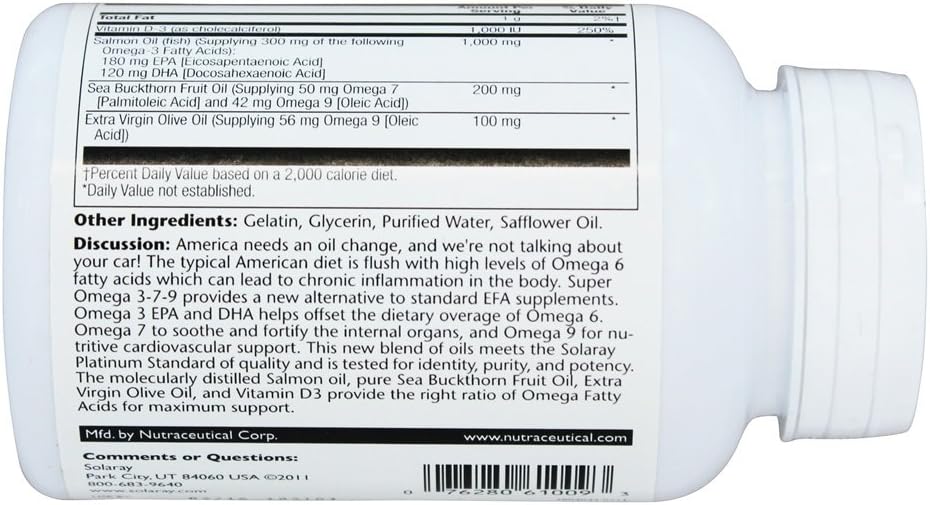 Amount Per % Daily
Serving Value
Total Fat 1 g 2%†
Vitamin D-3 (as cholecalciferol) 1,000 IU 250%
Salmon Oil (fish) (Supplying 300 mg of the following 1,000 mg *
Omega-3 Fatty Acids):
180 mg EPA [Eicosapentaenoic Acid]
120 mg DHA [Docosahexaenoic Acid]
Sea Buckthorn Fruit Oil (Supplying 50 mg Omega 7 200 mg *
[Palmitoleic Acid] and 42 mg Omega 9 [Oleic Acid])
Extra Virgin Olive Oil (Supplying 56 mg Omega 9 [Oleic 100 mg *
Acid])
†Percent Daily Value based on a 2,000 calorie diet.
*Daily Value not established.
Other Ingredients: Gelatin, Glycerin, Purified Water, Safflower Oil.
Discussion: America needs an oil change, and we're not talking about
your car! The typical American diet is flush with high levels of Omega 6
fatty acids which can lead to chronic inflammation in the body. Super
Omega 3-7-9 provides a new alternative to standard EFA supplements.
Omega 3 EPA and DHA helps offset the dietary overage of Omega 6.
Omega 7 to soothe and fortify the internal organs, and Omega 9 for nu-
tritive cardiovascular support. This new blend of oils meets the Solaray
Platinum Standard of quality and is tested for identity, purity, and potency.
The molecularly distilled Salmon oil, pure Sea Buckthorn Fruit Oil, Extra
Virgin Olive Oil, and Vitamin D3 provide the right ratio of Omega Fatty
Acids for maximum support.
Mfd. by Nutraceutical Corp. www.nutraceutical.com
Comments or Questions:
Solaray
Park City, UT 84060 USA ©2011
800-683-9640
www.solaray.com
0 76280 61009 3